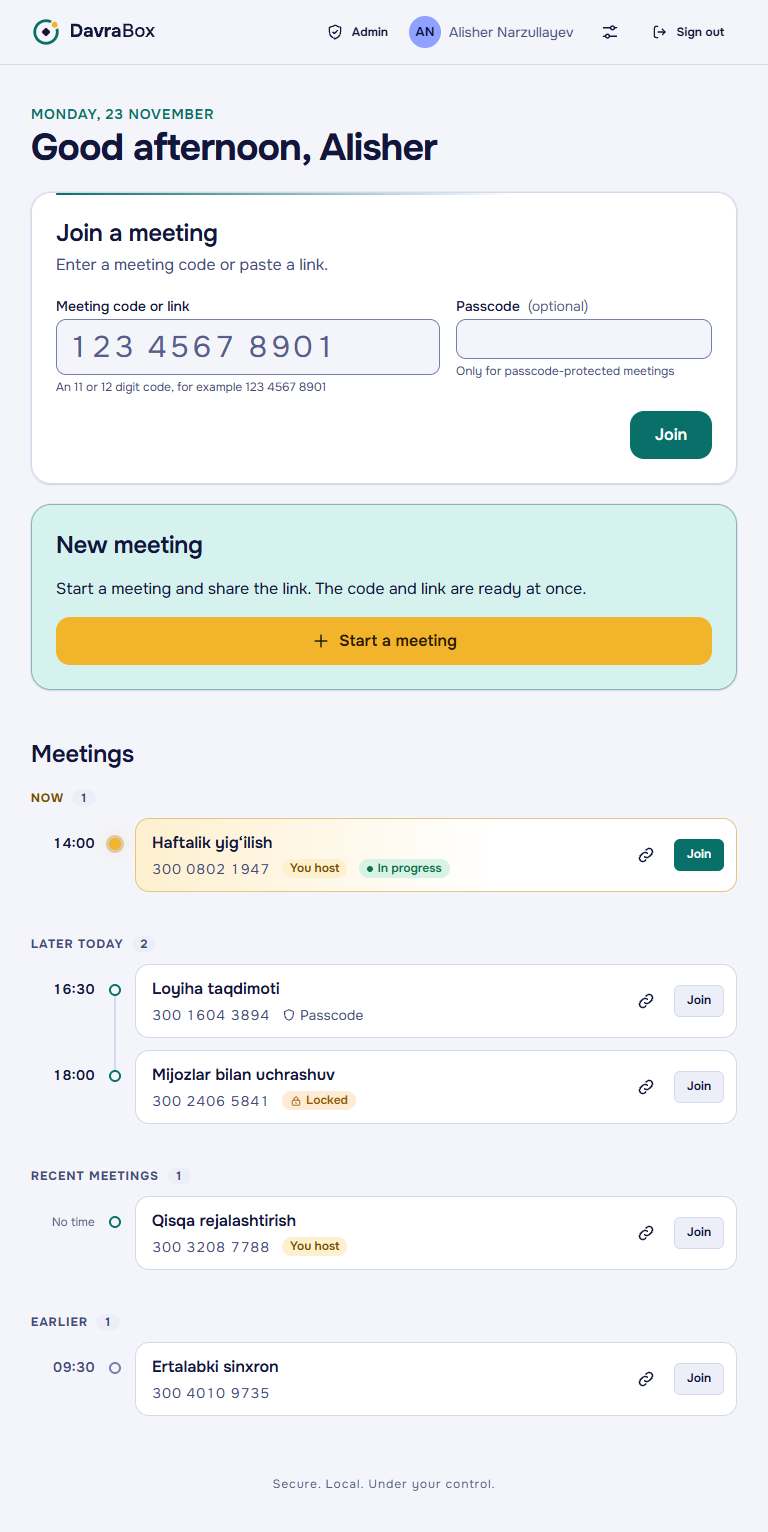 DavraBox
Admin
AN
Alisher Narzullayev
Sign out
MONDAY, 23 NOVEMBER
Good afternoon, Alisher
Join a meeting
Enter a meeting code or paste a link.
Meeting code or link
Passcode (optional)
123 4567 8901
An 11 or 12 digit code, for example 123 4567 8901
Only for passcode-protected meetings
Join
New meeting
Start a meeting and share the link. The code and link are ready at once.
Start a meeting
Meetings
NOW 1
14:00
Haftalik yig‘ilish
300 0802 1947 You host In progress
Join
LATER TODAY 2
16:30
Loyiha taqdimoti
300 1604 3894 Passcode
Join
18:00
Mijozlar bilan uchrashuv
300 2406 5841 Locked
Join
RECENT MEETINGS 1
No time
Qisqa rejalashtirish
300 3208 7788 You host
Join
EARLIER 1
09:30
Ertalabki sinxron
300 4010 9735
Join
Secure. Local. Under your control.